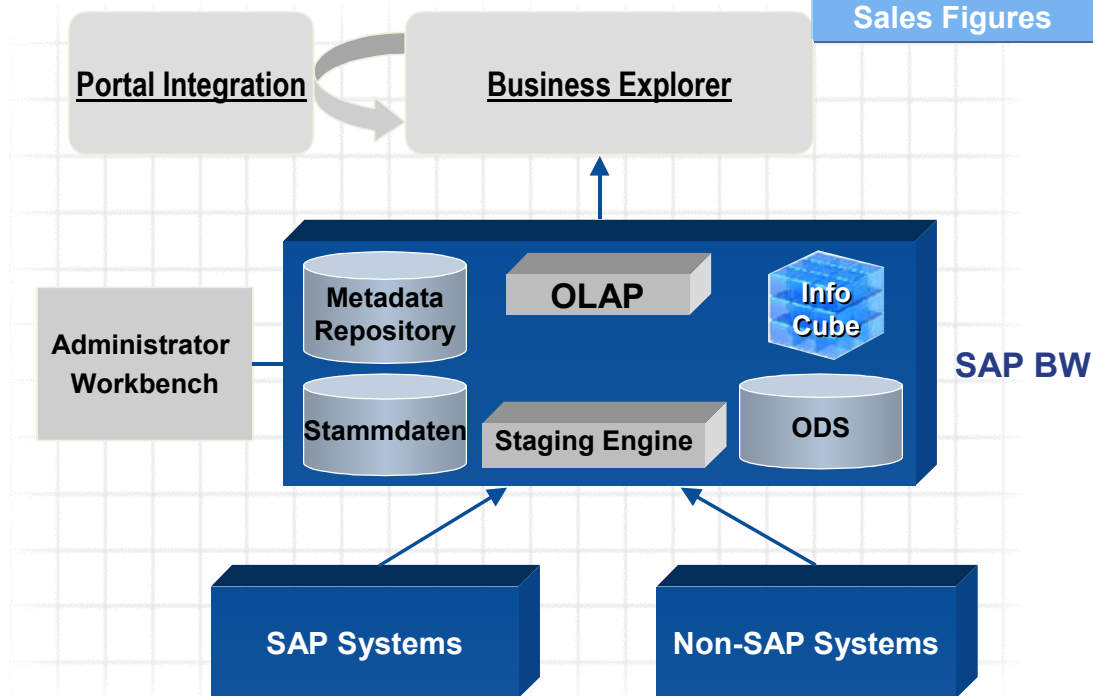 Sales Figures
Portal Integration
Business Explorer
Metadata
Repository
OLAP
Info
Cube
Administrator
Workbench
SAP BW
Stammdaten
Staging Engine
ODS
SAP Systems
Non-SAP Systems